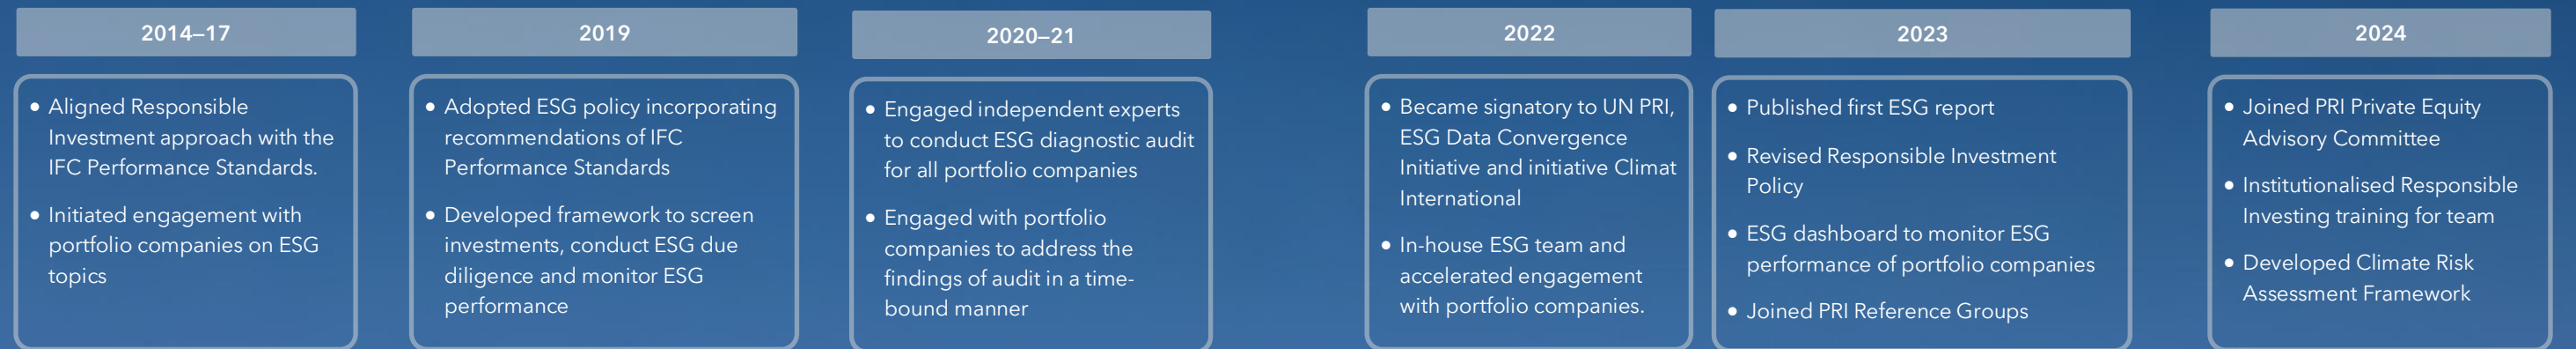 2014–17
• Aligned Responsible
Investment approach with the
IFC Performance Standards.
• Initiated engagement with
portfolio companies on ESG
topics
2019
• Adopted ESG policy incorporating
recommendations of IFC
Performance Standards
• Developed framework to screen
investments, conduct ESG due
diligence and monitor ESG
performance
2020–21
• Engaged independent experts
to conduct ESG diagnostic audit
for all portfolio companies
• Engaged with portfolio
companies to address the
findings of audit in a time-
bound manner
2022
• Became signatory to UN PRI,
ESG Data Convergence
Initiative and initiative Climat
International
• In-house ESG team and
accelerated engagement
with portfolio companies.
2023
• Published first ESG report
• Revised Responsible Investment
Policy
• ESG dashboard to monitor ESG
performance of portfolio companies
• Joined PRI Reference Groups
2024
• Joined PRI Private Equity
Advisory Committee
• Institutionalised Responsible
Investing training for team
• Developed Climate Risk
Assessment Framework